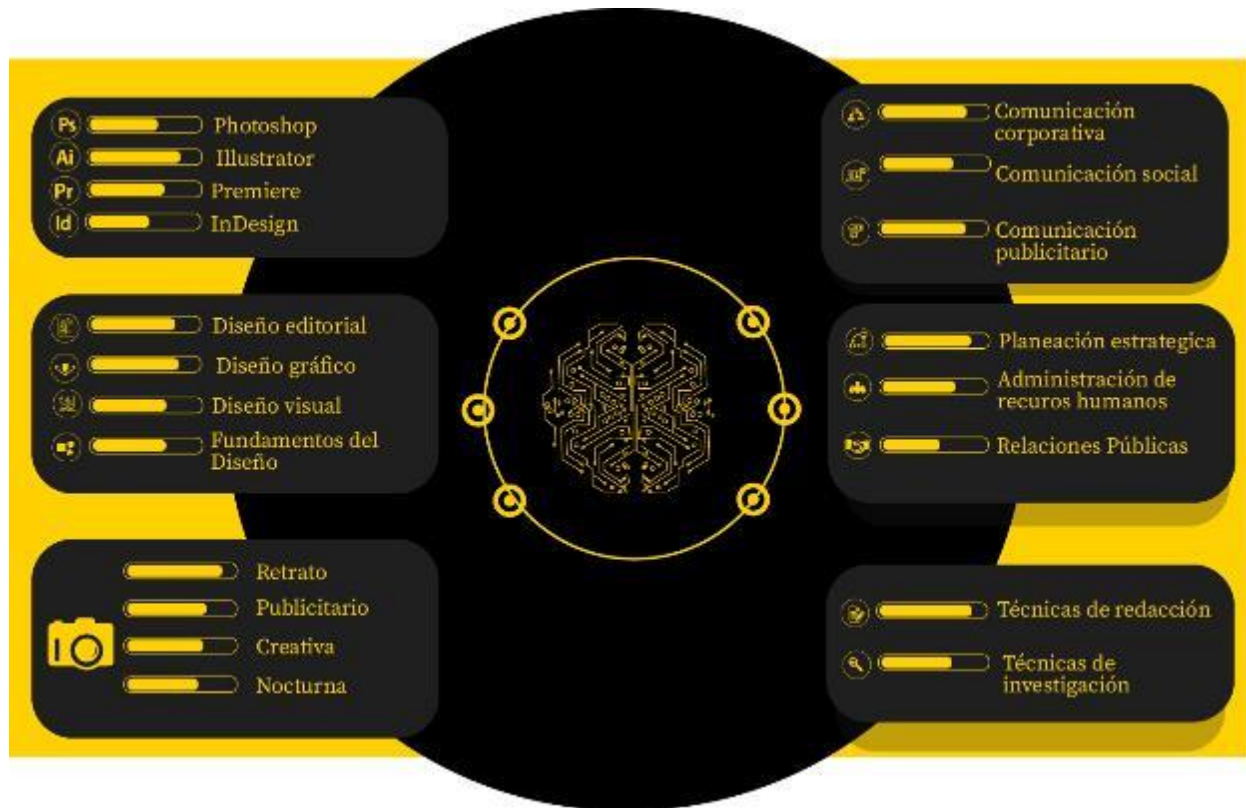 Ps Photoshop
Ai Illustrator
Pr Premiere
Id InDesign
Diseño editorial
Diseño gráfico
Diseño visual
Fundamentos del
Diseño
Retrato
Publicitario
Creativa
Nocturna
Comunicación
corporativa
Comunicación social
Comunicación
publicitario
Planeación estrategica
Administración de
recuros humanos
Relaciones Públicas
Técnicas de redacción
Técnicas de
investigación